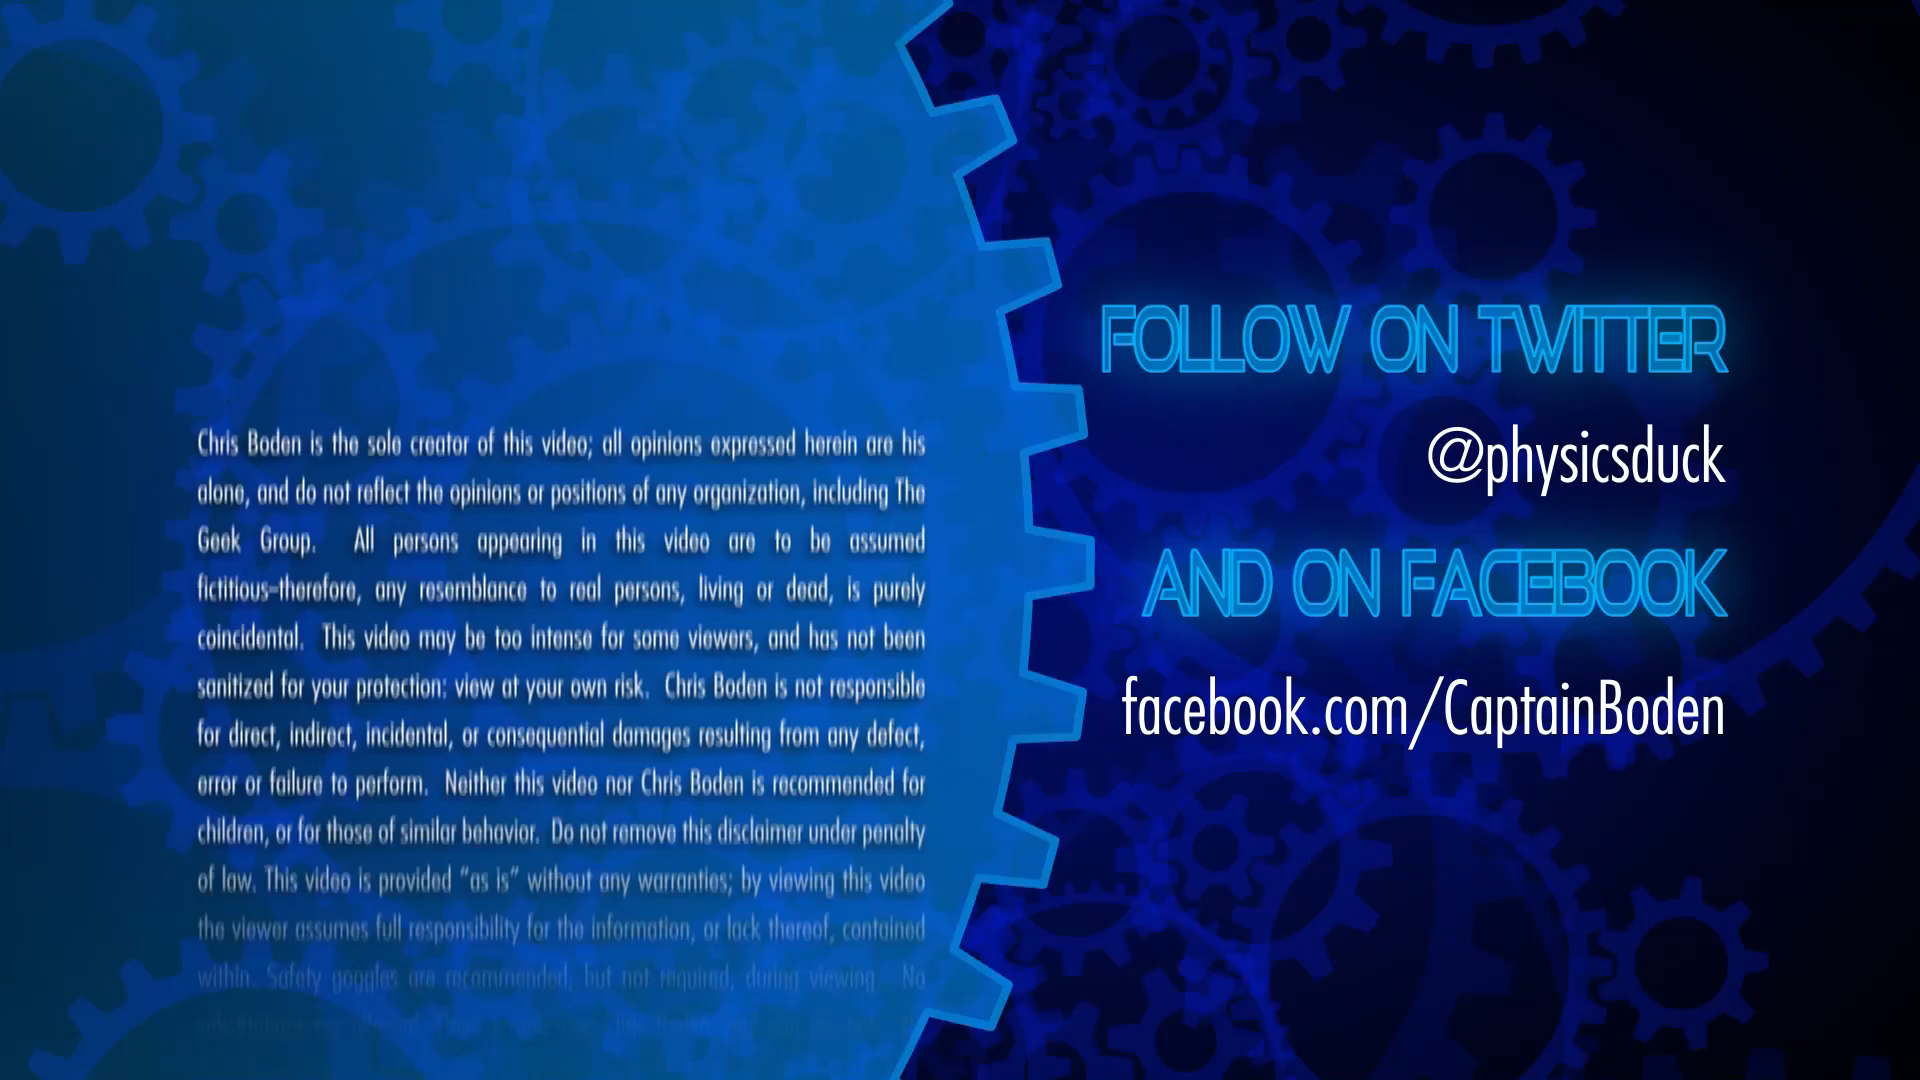 Chris Boden is the sole creator of this video; all opinions expressed herein are his
alone, and do not reflect the opinions or positions of any organization, including The
Geek Group.  All persons appearing in this video are to be assumed
fictitious–therefore, any resemblance to real persons, living or dead, is purely
coincidental.  This video may be too intense for some viewers, and has not been
sanitized for your protection: view at your own risk.  Chris Boden is not responsible
for direct, indirect, incidental, or consequential damages resulting from any defect,
error or failure to perform.  Neither this video nor Chris Boden is recommended for
children, or for those of similar behavior.  Do not remove this disclaimer under penalty
of law. This video is provided “as is” without any warranties; by viewing this video
the viewer assumes full responsibility for the information, or lack thereof, contained
within. Safety goggles are recommended, but not required, during viewing.  No
FOLLOW ON TWITTER
@physicsduck
AND ON FACEBOOK
facebook.com/CaptainBoden